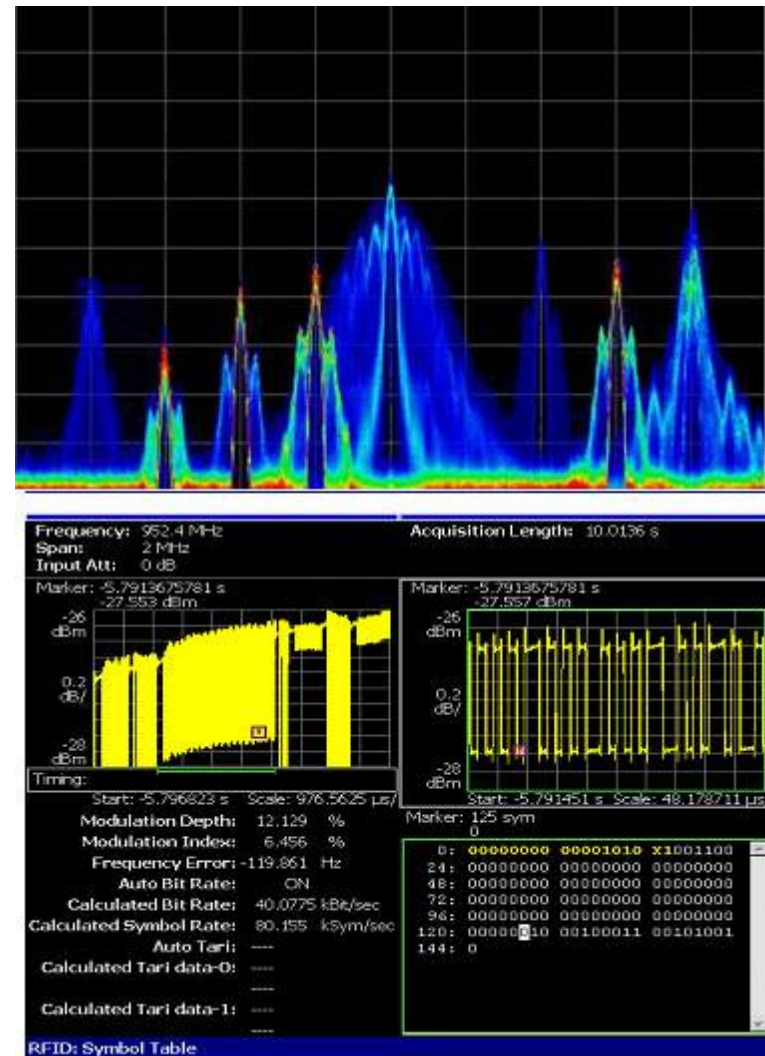 Frequency: 952.4 MHz
Acquisition Length: 10.0136 s
Span: 2 MHz
Input Att: 0 dB
Marker: -5.7913675781 s
-27.553 dBm
-26
dBm
0.2
dB/
-28
dBm
Timing:
Start: -5.796823 s Scale: 976.5625 µs/
Marker: -5.7913675781 s
-27.557 dBm
-26
dBm
0.2
dB/
-28
dBm
Start: -5.791451 s Scale: 48.178711 µs
Modulation Depth: 12.129 %
Modulation Index: 6.456 %
Frequency Error: -119.861 Hz
Auto Bit Rate: ON
Calculated Bit Rate: 40.0775 kBit/sec
Calculated Symbol Rate: 80.155 kSym/sec
Auto Tari: ----
Calculated Tari data-0: ----
----
Calculated Tari data-1: ----
----
Marker: 125 sym
0
0: 00000000 00001010 X1001100
24: 00000000 00000000 00000000
48: 00000000 00000000 00000000
72: 00000000 00000000 00000000
96: 00000000 00000000 00000000
120: 00000010 00100011 00101001
144: 0
RFID: Symbol Table